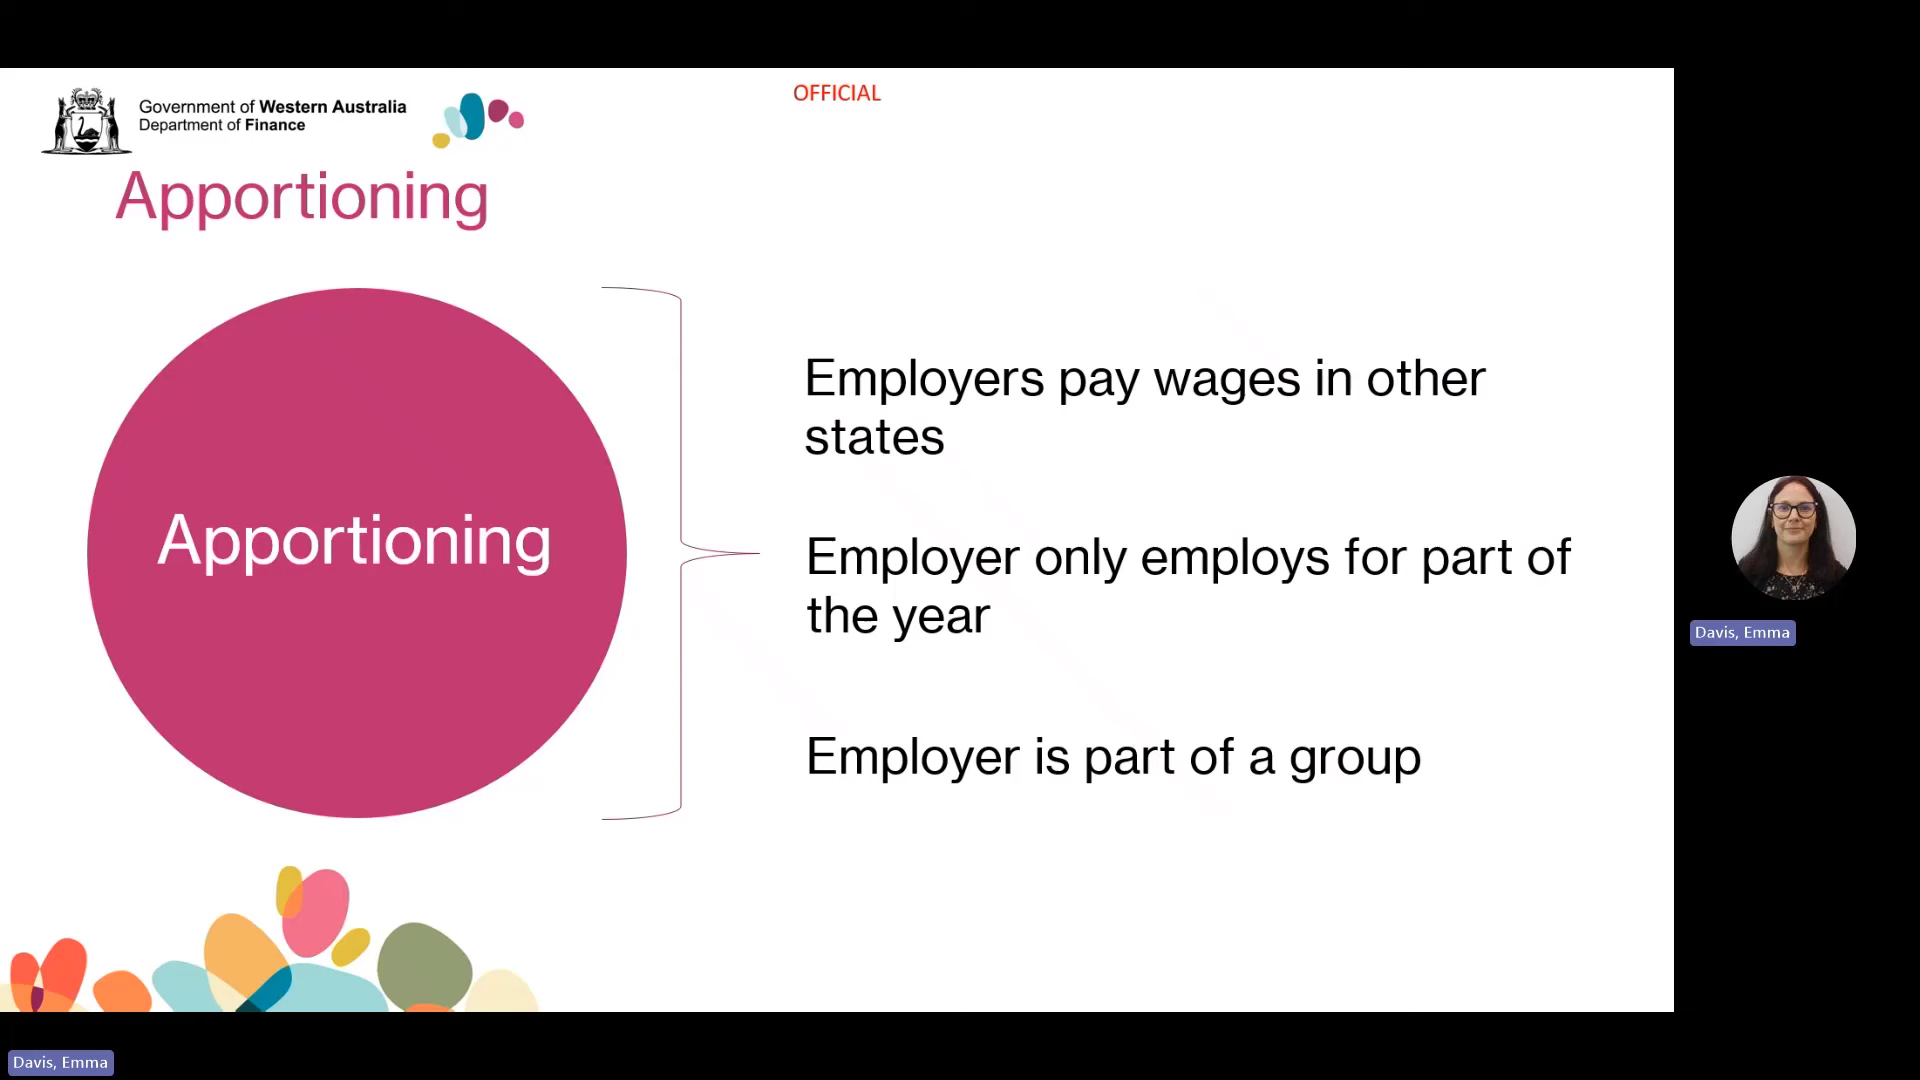 OFFICIAL
Government of Western Australia
Department of Finance
Apportioning
Apportioning
Employers pay wages in other
states
Employer only employs for part of
the year
Employer is part of a group
Davis, Emma
Davis, Emma